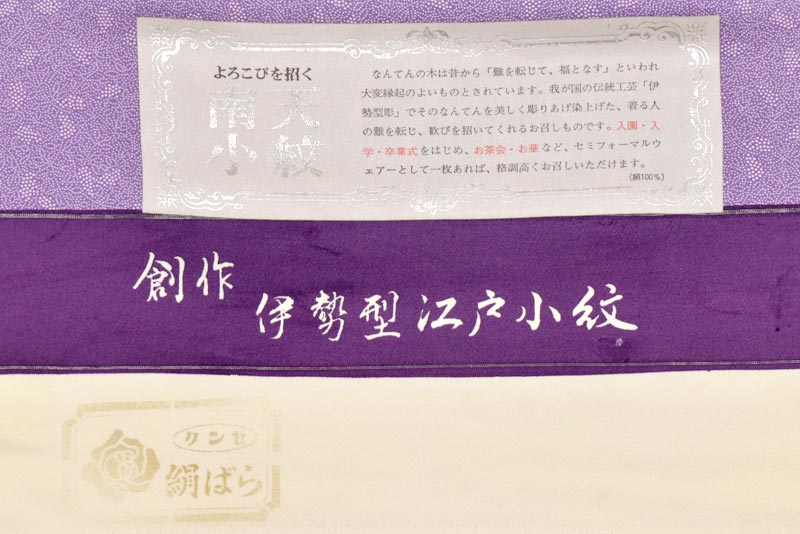 よろこびを招く
南天
小紋
なんてんの木は昔から「難を転じて、福となす」といわれ
大変縁起のよいものとされています。我が国の伝統工芸「伊
勢型彫」でそのなんてんを美しく彫りあげ染上げた、着る人
の難を転じ、歓びを招いてくれるお召しものです。入園・入
学・卒業式をはじめ、お茶会・お華など、セミフォーマルウ
ェアーとして一枚あれば、格調高くお召しいただけます。
(絹100%)
創作
伊勢型江戸小紋
ケンセ
絹ばら